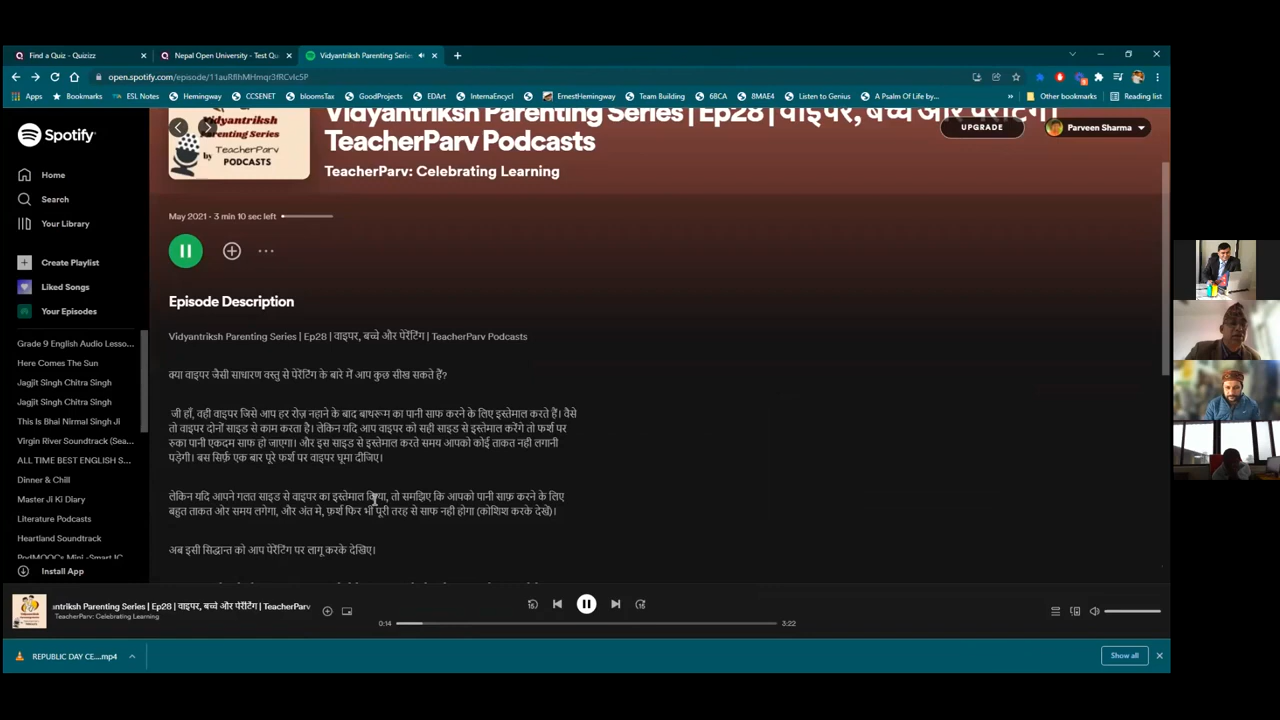 Find a Quiz - Quizizz
Nepal Open University - Test Qu
Vidyantriksh Parenting Serie
open.spotify.com/episode/11auRflhMHmqr3fRCvIc5P
Apps
Bookmarks
ESL Notes
Hemingway
CCSENET
bloomsTax
GoodProjects
EDArt
InternaEncycl
ErnestHemingway
Team Building
6BCA
8MAE4
Listen to Genius
A Psalm Of Life by...
Other bookmarks
Reading list
Spotify
Home
Search
Your Library
Create Playlist
Liked Songs
Your Episodes
Grade 9 English Audio Lesso...
Here Comes The Sun
Jagjit Singh Chitra Singh
Jagjit Singh Chitra Singh
This Is Bhai Nirmal Singh Ji
Virgin River Soundtrack (Sea...
ALL TIME BEST ENGLISH S...
Dinner & Chill
Master Ji Ki Diary
Literature Podcasts
Heartland Soundtrack
PodMOOCs Mini -Smart IC
Install App
Vidyantriksh
Parenting Series
by TeacherParv
PODCASTS
Vidyantriksh Parenting Series | Ep28 | वाइपर, बच्चे और पेरेंटिंग |
TeacherParv Podcasts
TeacherParv: Celebrating Learning
UPGRADE
Parveen Sharma
May 2021 - 3 min 10 sec left
Episode Description
Vidyantriksh Parenting Series | Ep28 | वाइपर, बच्चे और पेरेंटिंग | TeacherParv Podcasts
क्या वाइपर जैसी साधारण वस्तु से पेरेंटिंग के बारे में आप कुछ सीख सकते हैं?
जी हाँ, वही वाइपर जिसे आप हर रोज़ नहाने के बाद बाथरूम का पानी साफ करने के लिए इस्तेमाल करते हैं। वैसे
तो वाइपर दोनों साइड से काम करता है। लेकिन यदि आप वाइपर को सही साइड से इस्तेमाल करेंगे तो फर्श पर
रुका पानी एकदम साफ हो जाएगा। और इस साइड से इस्तेमाल करते समय आपको कोई ताकत नही लगानी
पड़ेगी। बस सिर्फ़ एक बार पूरे फर्श पर वाइपर घूमा दीजिए।
लेकिन यदि आपने गलत साइड से वाइपर का इस्तेमाल किया, तो समझिए कि आपको पानी साफ़ करने के लिए
बहुत ताकत ओर समय लगेगा, और अंत मे, फ़र्श फिर भी पूरी तरह से साफ नही होगा (कोशिश करके देखें)।
अब इसी सिद्धान्त को आप पेरेंटिंग पर लागू करके देखिए।
antriksh Parenting Series | Ep28 | वाइपर, बच्चे और पेरेंटिंग | TeacherParv
TeacherParv: Celebrating Learning
0:14
3:22
REPUBLIC DAY CE....mp4
Show all